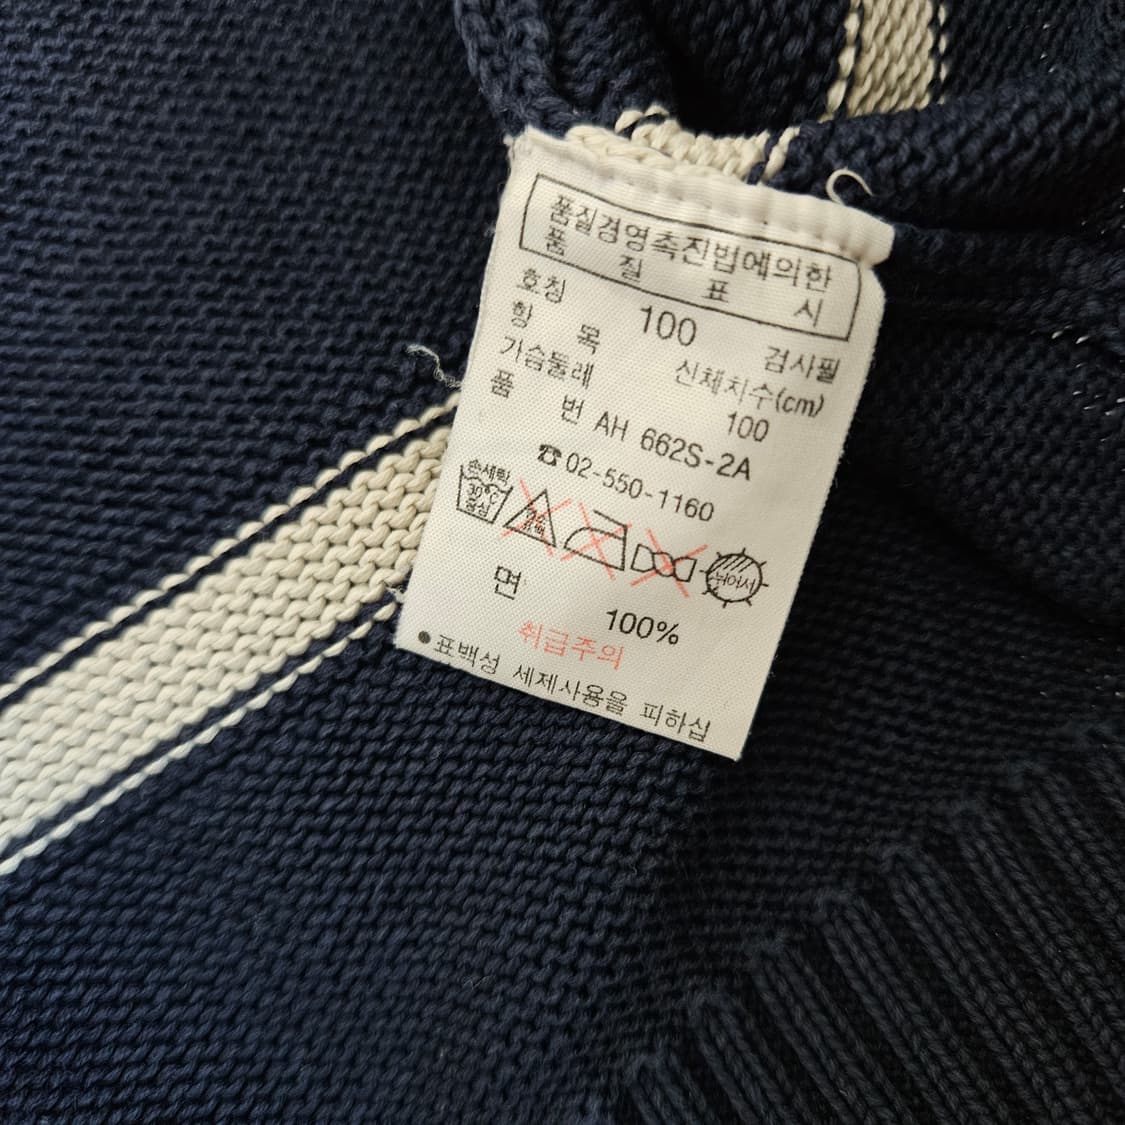 품질경영촉진법에의한
품 질 표 시
호칭 100 검사필
항 목 신체치수(cm)
가슴둘레 100
품 번 AH 662S-2A
☎02-550-1160
손세탁
30℃
중성
뉘어서
면 100%
취급주의
●표백성 세제사용을 피하십